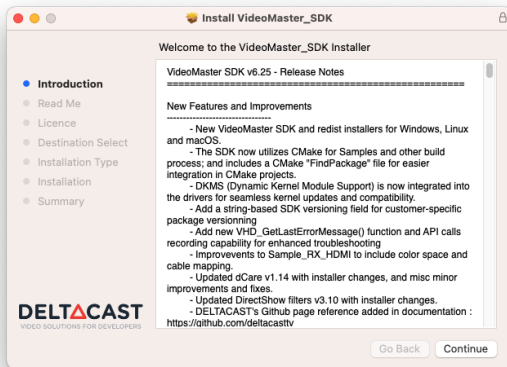 Install VideoMaster_SDK
Welcome to the VideoMaster_SDK Installer
Introduction
Read Me
Licence
Destination Select
Installation Type
Installation
Summary
VideoMaster SDK v6.25 - Release Notes
====================================================
New Features and Improvements
--------------------------------
- New VideoMaster SDK and redist installers for Windows, Linux
and macOS.
- The SDK now utilizes CMake for Samples and other build
process; and includes a CMake "FindPackage" file for easier
integration in CMake projects.
- DKMS (Dynamic Kernel Module Support) is now integrated into
the drivers for seamless kernel updates and compatibility.
- Add a string-based SDK versioning field for customer-specific
package versionning
- Add new VHD_GetLastErrorMessage() function and API calls
recording capability for enhanced troubleshooting
- Improvevents to Sample_RX_HDMI to include color space and
cable mapping.
- Updated dCare v1.14 with installer changes, and misc minor
improvements and fixes.
- Updated DirectShow filters v3.10 with installer changes.
- DELTACAST's Github page reference added in documentation :
https://github.com/deltacasttv
DELTACAST
VIDEO SOLUTIONS FOR DEVELOPERS
Go Back
Continue